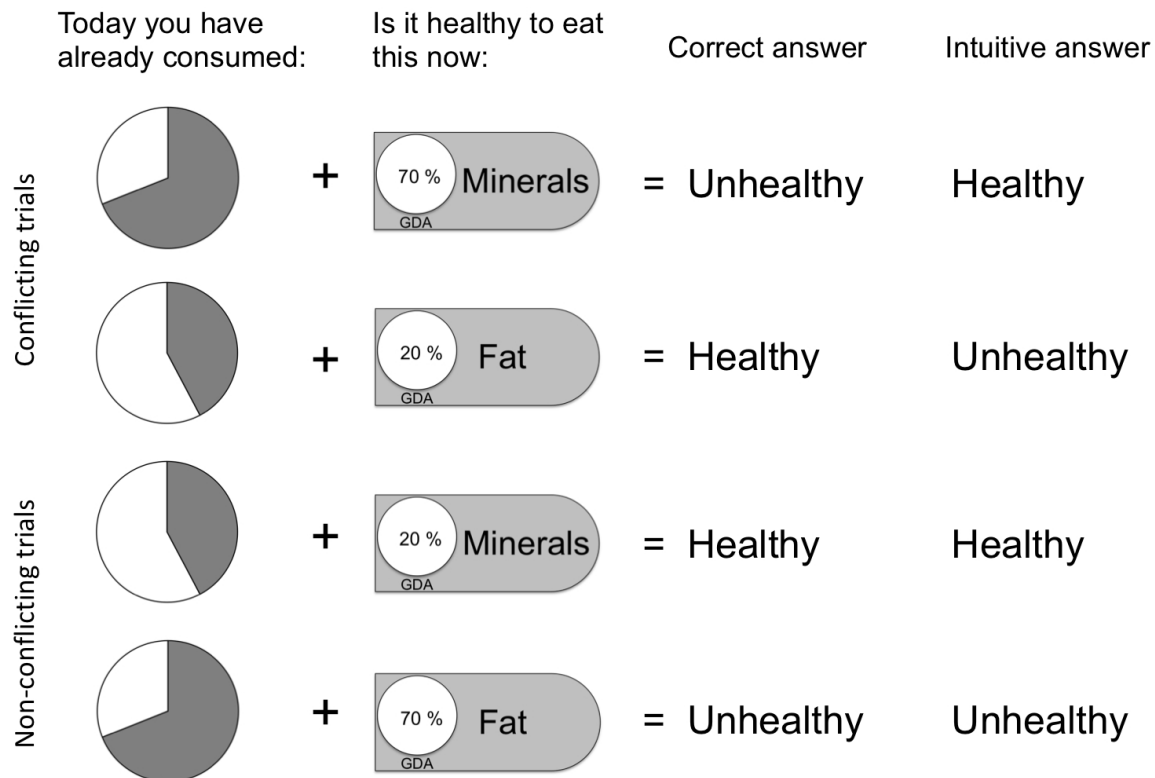 Today you have
already consumed:
Is it healthy to eat
this now:
Correct answer
Intuitive answer
Conflicting trials
+
70 %
GDA
Minerals
= Unhealthy
Healthy
+
20 %
GDA
Fat
= Healthy
Unhealthy
Non-conflicting trials
+
20 %
GDA
Minerals
= Healthy
Healthy
+
70 %
GDA
Fat
= Unhealthy
Unhealthy